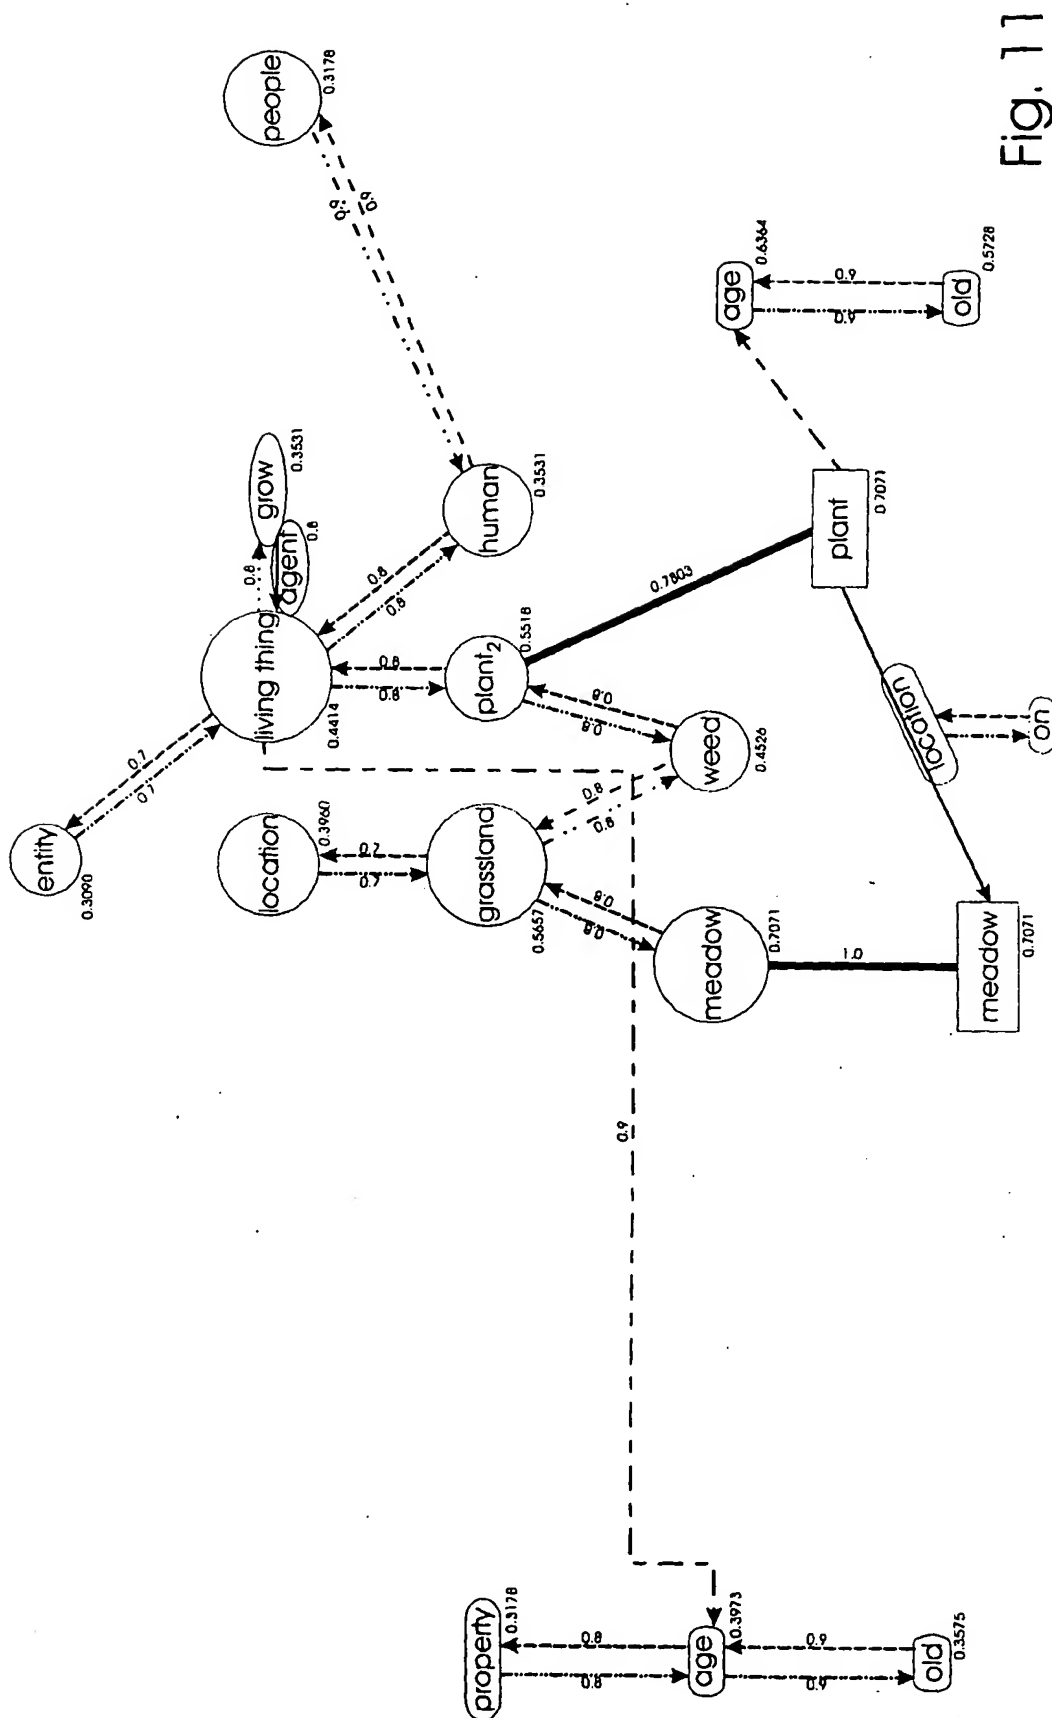 entity
0.3090
0.7
0.7
location
0.3960
0.7
0.7
living thing
0.4414
0.8
agent
0.8
grow
0.3531
people
0.3178
0.9
0.9
0.8
0.8
human
0.3531
0.8
0.8
plant2
0.5518
grassland
0.5657
0.8
0.8
0.8
0.8
weed
0.4526
0.8
0.8
meadow
0.7071
1.0
meadow
0.7071
0.7803
plant
0.7071
location
on
age
0.6364
0.9
0.9
old
0.5728
0.9
property
0.3178
0.8
0.8
age
0.3973
0.9
0.9
old
0.3575
Fig. 11